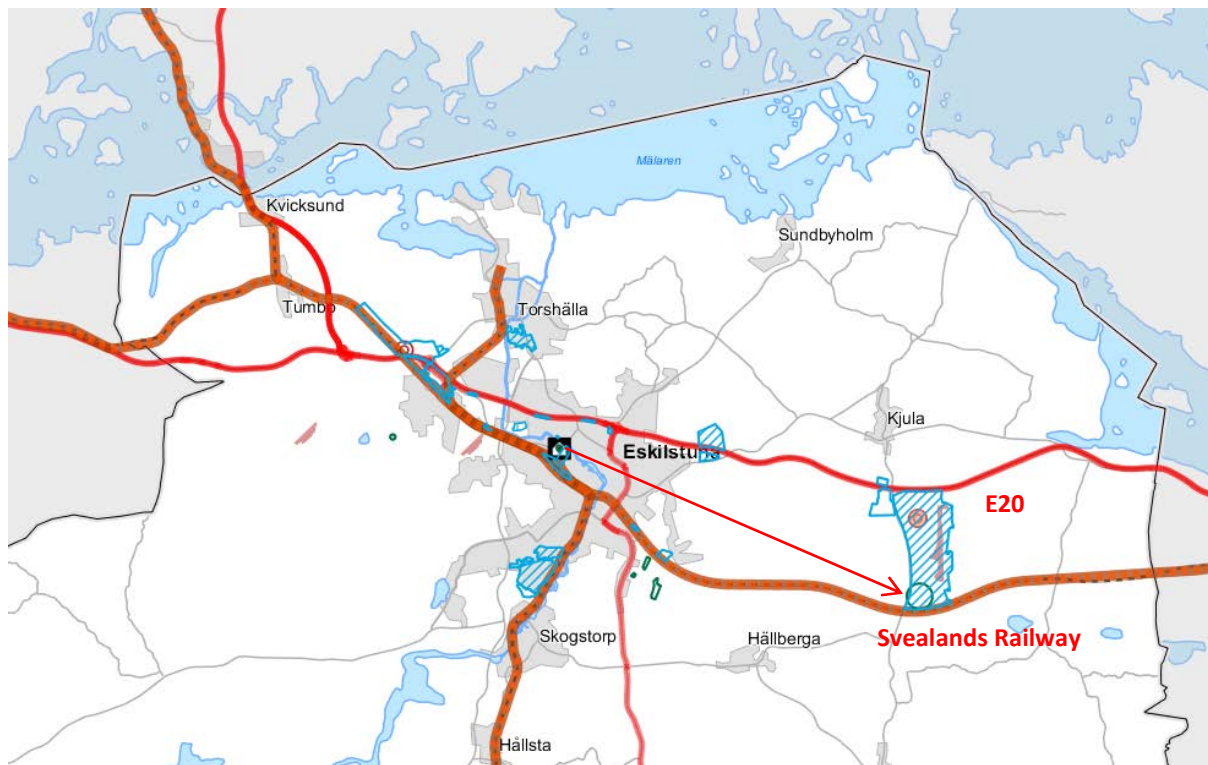 Mälaren
Kvicksund
Sundbyholm
Tumbo
Torshälla
Kjula
Eskilstuna
E20
Svealands Railway
Skogstorp
Hällberga
Hållsta